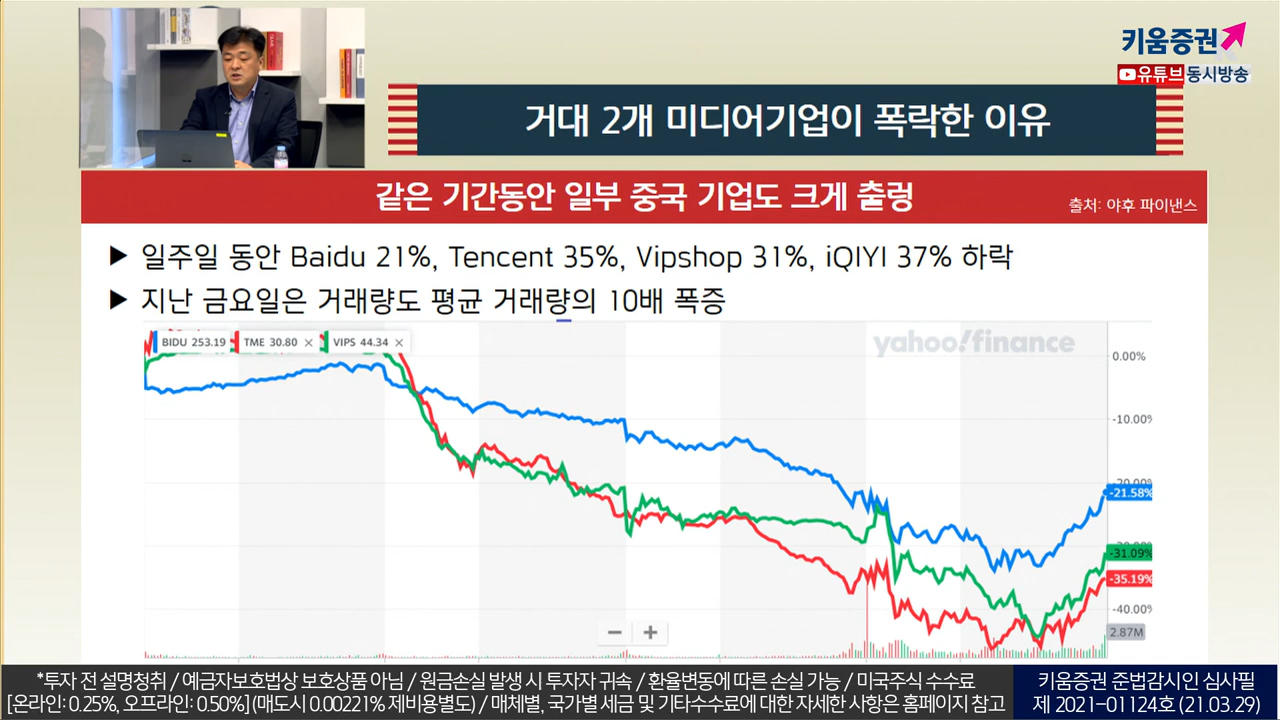 키움증권
유튜브 동시방송
거대 2개 미디어기업이 폭락한 이유
같은 기간동안 일부 중국 기업도 크게 출렁
출처: 야후 파이낸스
▶ 일주일 동안 Baidu 21%, Tencent 35%, Vipshop 31%, iQIYI 37% 하락
▶ 지난 금요일은 거래량도 평균 거래량의 10배 폭증
BIDU 253.19 TME 30.80 × VIPS 44.34 ×
yahoo!finance
0.00%
-10.00%
-20.00%
-21.58%
-30.00%
-31.09%
-35.19%
-40.00%
2.87M
− +
*투자 전 설명청취 / 예금자보호법상 보호상품 아님 / 원금손실 발생 시 투자자 귀속 / 환율변동에 따른 손실 가능 / 미국주식 수수료
[온라인: 0.25%, 오프라인: 0.50%] (매도시 0.00221% 제비용별도) / 매체별, 국가별 세금 및 기타수수료에 대한 자세한 사항은 홈페이지 참고
키움증권 준법감시인 심사필
제 2021-01124호 (21.03.29)